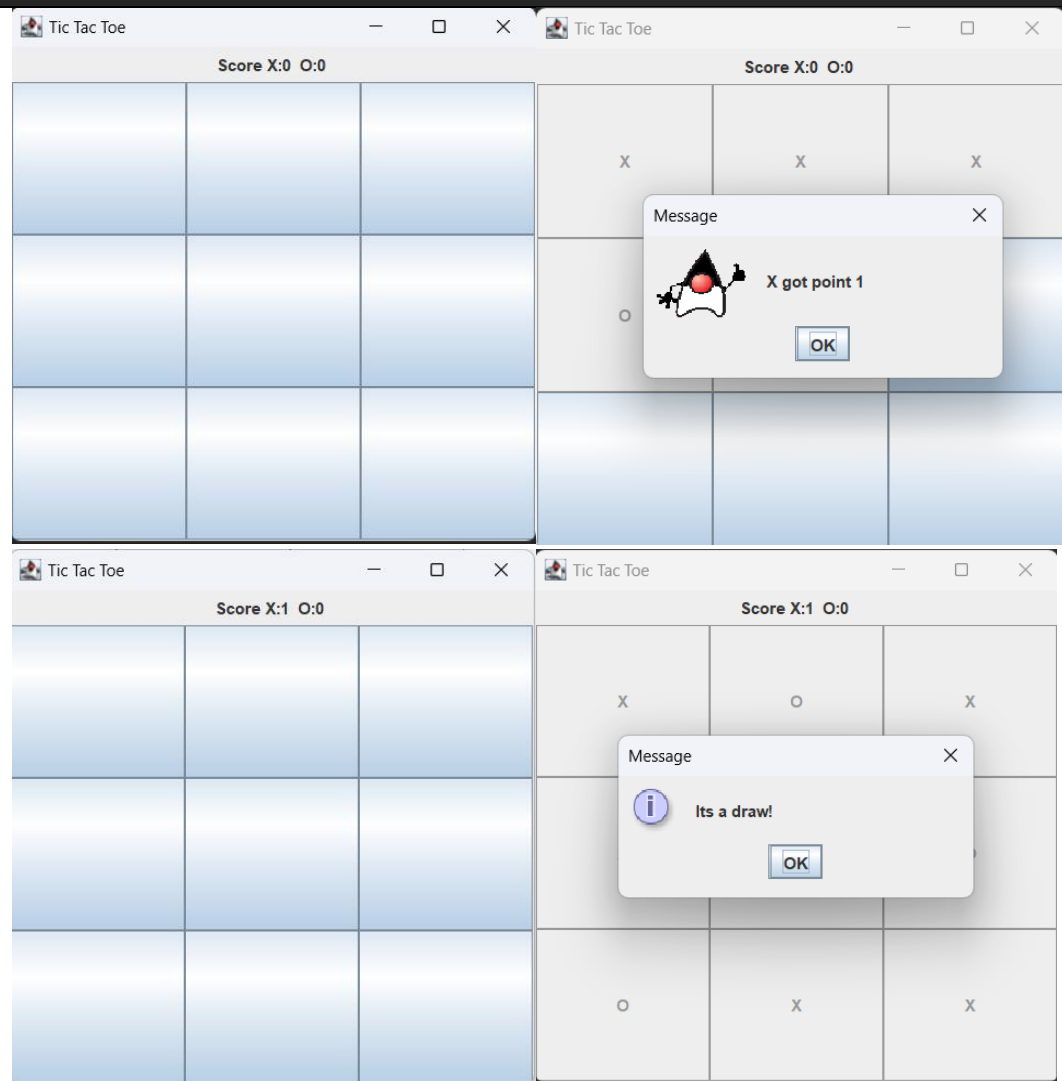 Tic Tac Toe
Score X:0 O:0
Tic Tac Toe
Score X:0 O:0
X X X
O
Message
X got point 1
OK
Tic Tac Toe
Score X:1 O:0
Tic Tac Toe
Score X:1 O:0
X O X
Message
i
Its a draw!
OK
O X X